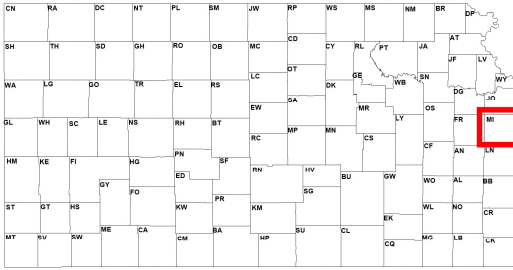 CN RA DC NT PL SM JW RP WS MS NM BR DP
CD AT
SH TH SD GH RO OB MC CY RL PT JA
JF LV
OT GE WB SN WY
WA LG GO TR EL RS LC DK DG JO
SA MR OS
EW LY
GL WH SC LE NS RH BT FR MI
RC MP MN CS
CF AN LN
PN
HM KE FI HG SF RN HV
ED BU GW WO AL BB
GY FO SG
PR
ST GT HS KW KM WL NO CR
EK
MT SV SW ME CA CM BA HP SU CL CQ MG LB CK